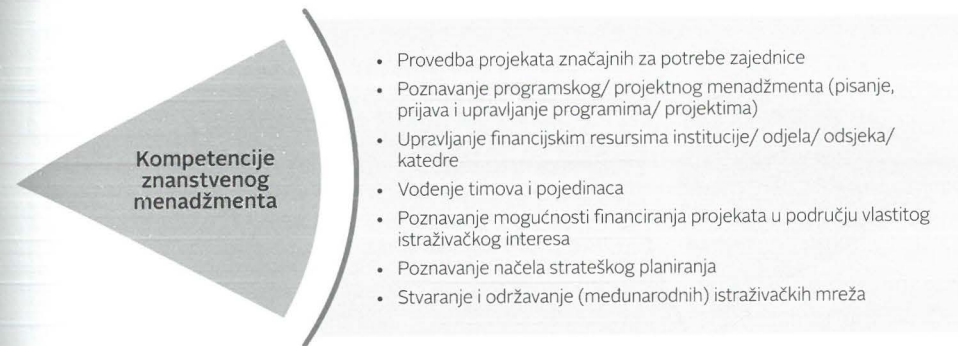 Kompetencije
znanstvenog
menadžmenta
• Provedba projekata značajnih za potrebe zajednice
• Poznavanje programskog/ projektnog menadžmenta (pisanje,
prijava i upravljanje programima/ projektima)
• Upravljanje financijskim resursima institucije/ odjela/ odsjeka/
katedre
• Vođenje timova i pojedinaca
• Poznavanje mogućnosti financiranja projekata u području vlastitog
istraživačkog interesa
• Poznavanje načela strateškog planiranja
• Stvaranje i održavanje (međunarodnih) istraživačkih mreža